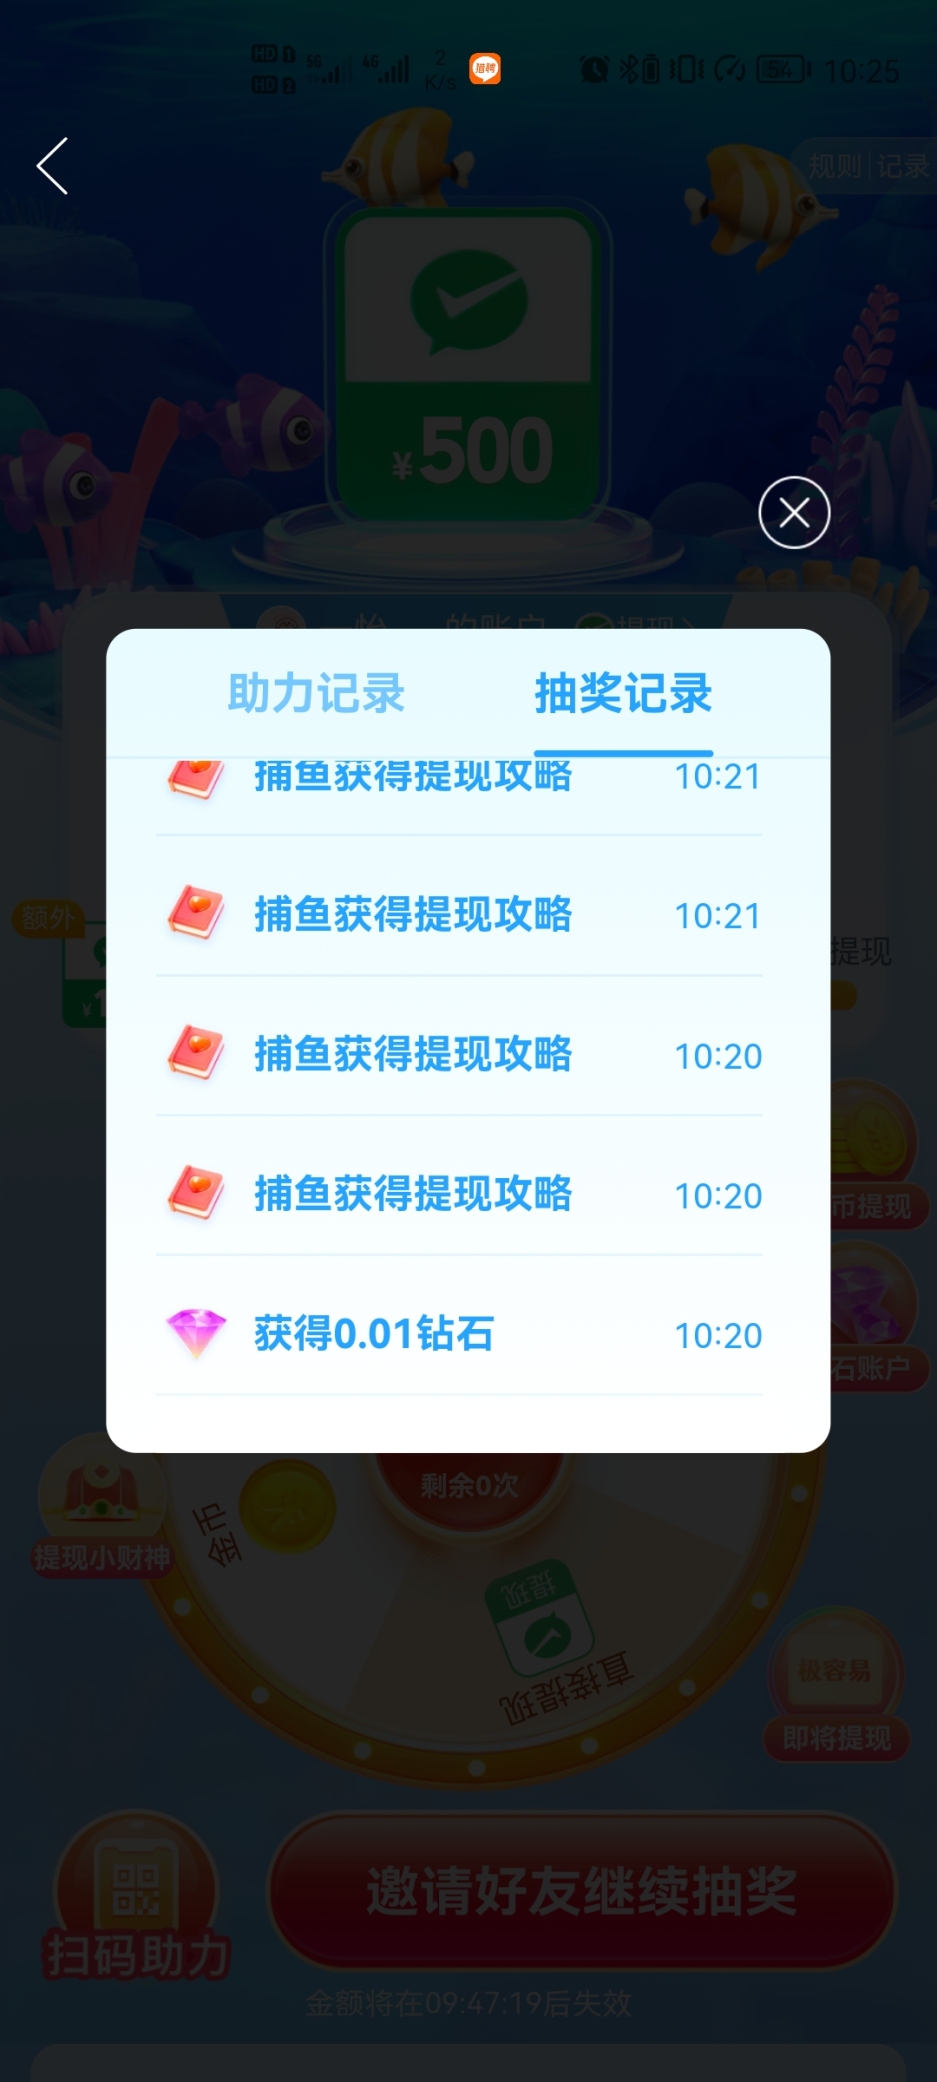 HD 1 5G 4G 2 猎聘 54 10:25
HD 2 K/s
规则|记录
¥500
助力记录 抽奖记录
捕鱼获得提现攻略 10:21
捕鱼获得提现攻略 10:21
额外
提现
捕鱼获得提现攻略 10:20
捕鱼获得提现攻略 10:20
币提现
获得0.01钻石 10:20
石账户
剩余0次
金币
提现小财神
提现
直接提现
极容易
即将提现
邀请好友继续抽奖
扫码助力
金额将在09:47:19后失效